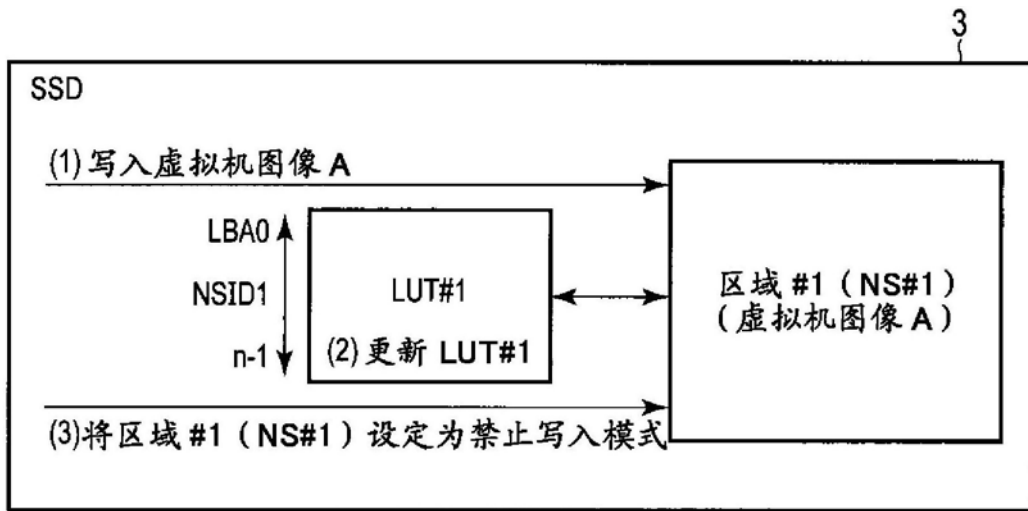 3
SSD
(1)写入虚拟机图像 A
LBA0
NSID1
n-1
LUT#1
(2)更新 LUT#1
区域 #1(NS#1)
(虚拟机图像 A)
(3)将区域 #1(NS#1)设定为禁止写入模式